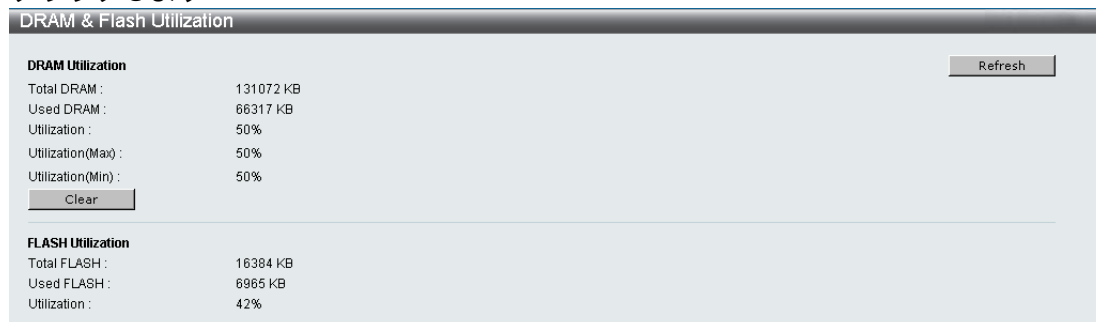 DRAM & Flash Utilization
DRAM Utilization
Refresh
Total DRAM : 131072 KB
Used DRAM : 66317 KB
Utilization : 50%
Utilization(Max) : 50%
Utilization(Min) : 50%
Clear
FLASH Utilization
Total FLASH : 16384 KB
Used FLASH : 6965 KB
Utilization : 42%